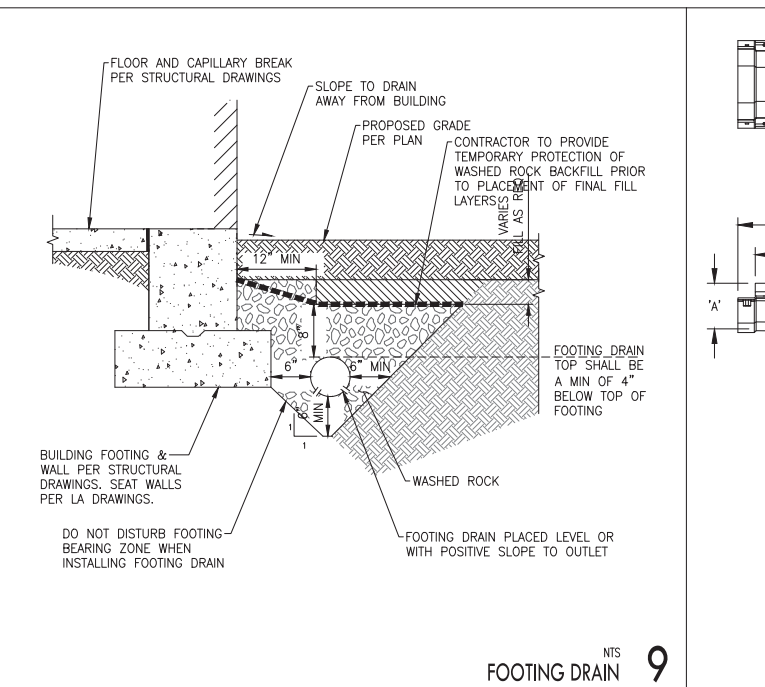 FLOOR AND CAPILLARY BREAK
PER STRUCTURAL DRAWINGS
SLOPE TO DRAIN
AWAY FROM BUILDING
PROPOSED GRADE
PER PLAN
CONTRACTOR TO PROVIDE
TEMPORARY PROTECTION OF
WASHED ROCK BACKFILL PRIOR
TO PLACEMENT OF FINAL FILL
LAYERS
VARIES
FILL AS REQ
12" MIN
'A'
8"
6"
6" MIN
6" MIN
1
1
FOOTING DRAIN
TOP SHALL BE
A MIN OF 4"
BELOW TOP OF
FOOTING
BUILDING FOOTING &
WALL PER STRUCTURAL
DRAWINGS. SEAT WALLS
PER LA DRAWINGS.
WASHED ROCK
DO NOT DISTURB FOOTING
BEARING ZONE WHEN
INSTALLING FOOTING DRAIN
FOOTING DRAIN PLACED LEVEL OR
WITH POSITIVE SLOPE TO OUTLET
NTS
FOOTING DRAIN 9